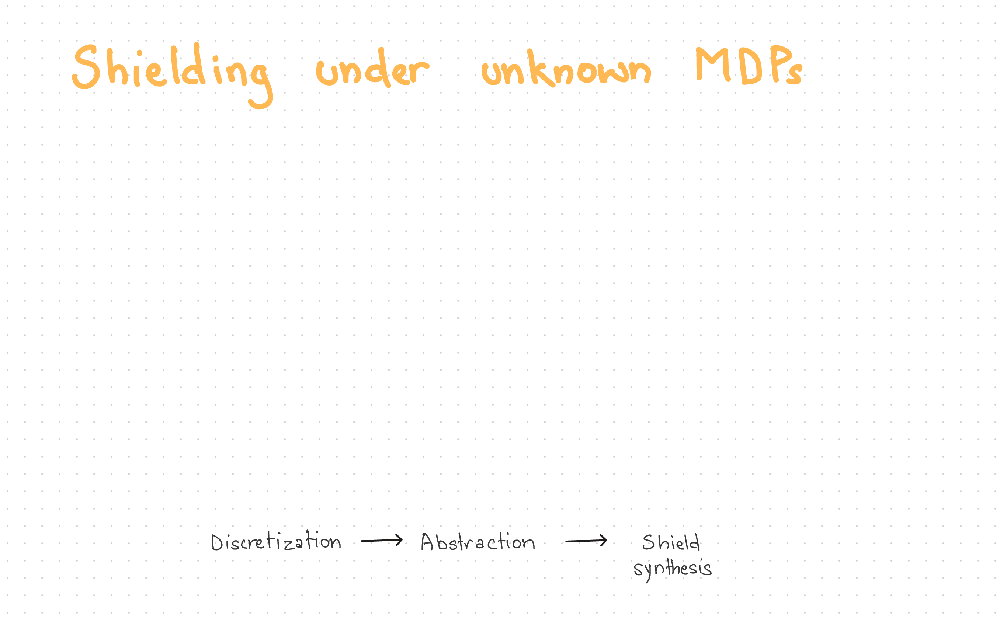 Shielding under unknown MDPs
Discretization → Abstraction → Shield
synthesis